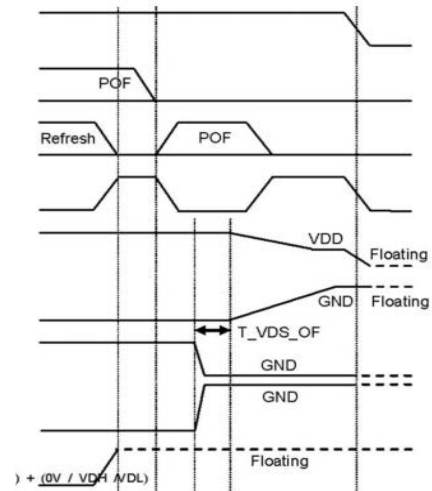 POF
Refresh
POF
VDD
Floating
GND
Floating
T_VDS_OF
GND
GND
Floating
) + (0V / VDH /VDL)